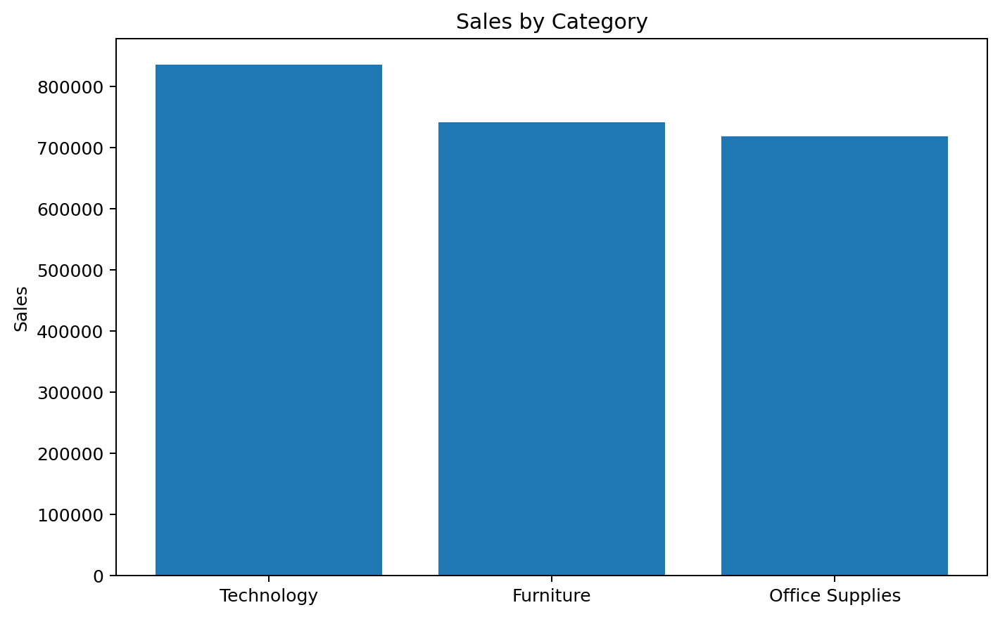 Sales by Category
Sales
800000
700000
600000
500000
400000
300000
200000
100000
0
Technology
Furniture
Office Supplies